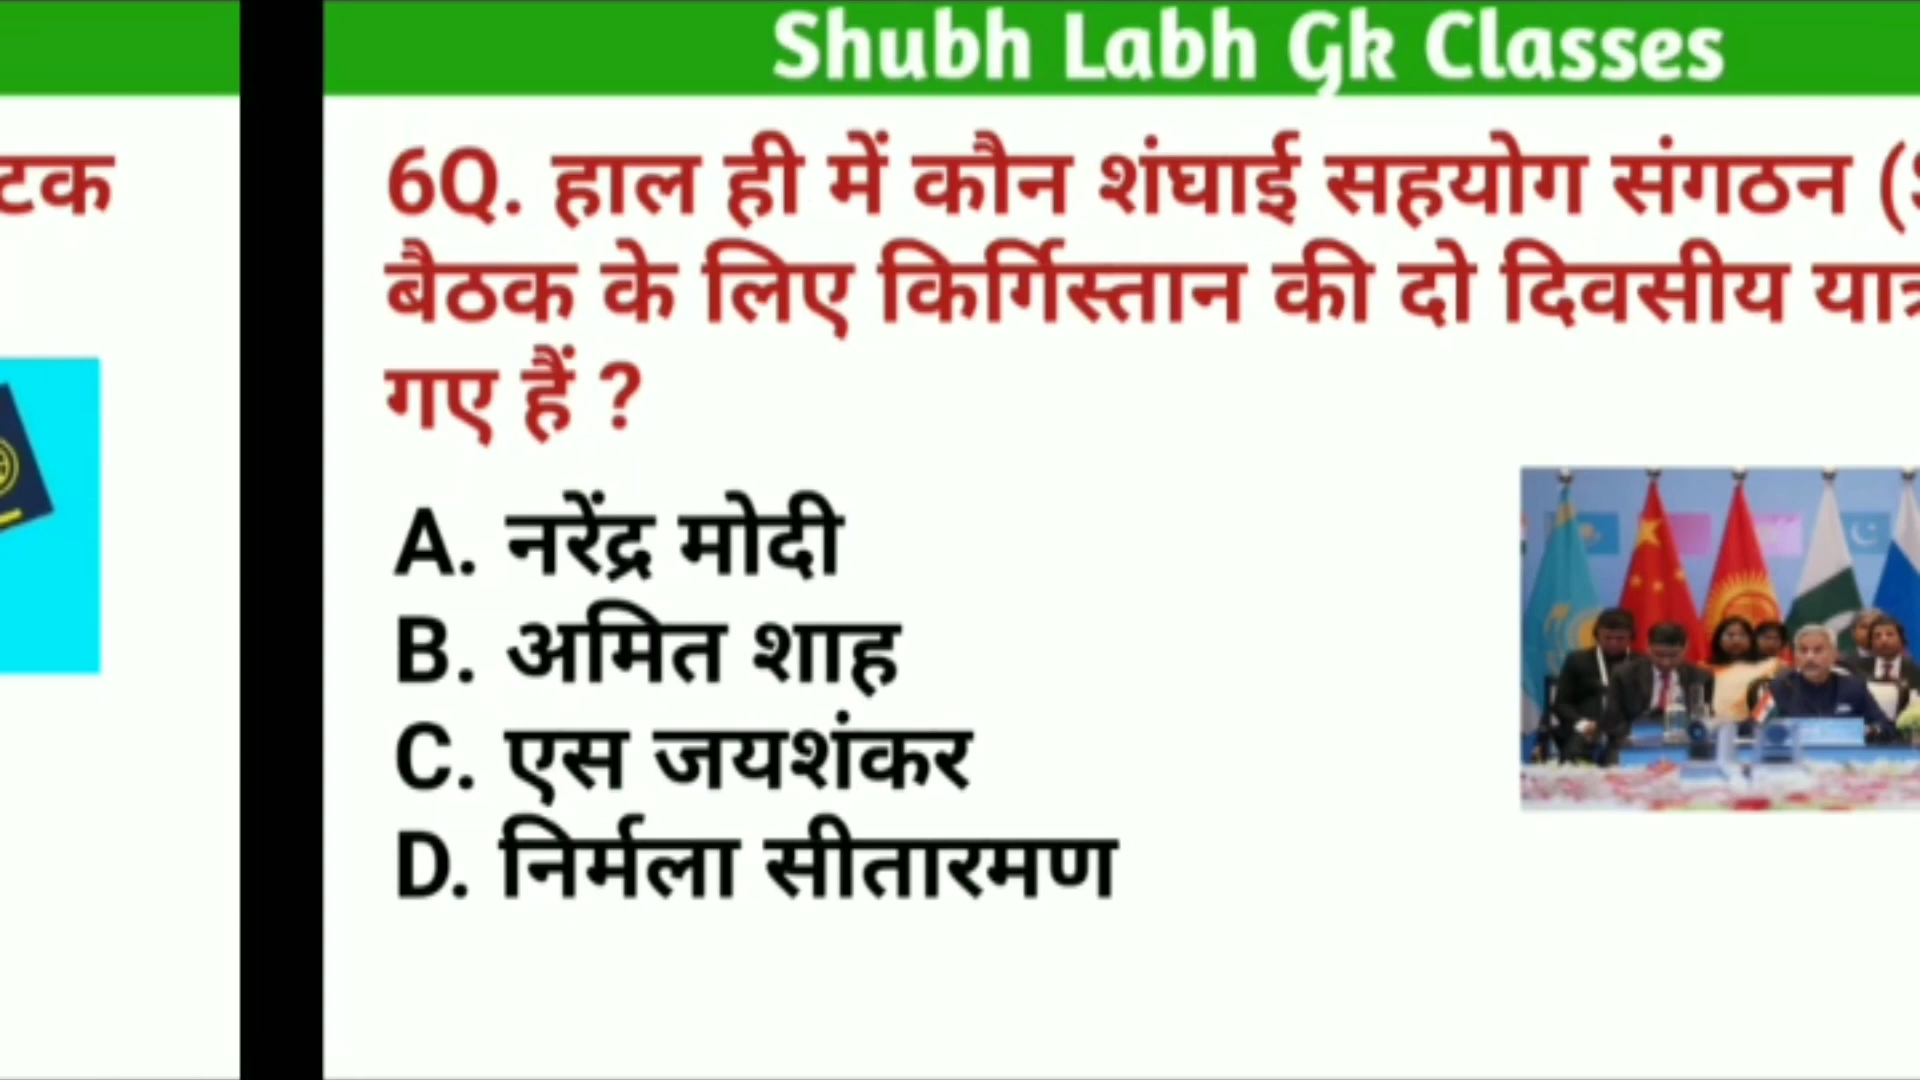 Shubh Labh Gk Classes
टक
6Q. हाल ही में कौन शंघाई सहयोग संगठन
बैठक के लिए किर्गिस्तान की दो दिवसीय
गए हैं ?
A. नरेंद्र मोदी
B. अमित शाह
C. एस जयशंकर
D. निर्मला सीतारमण